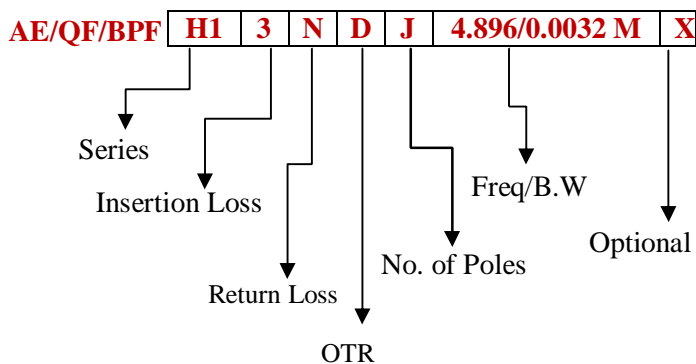 AE/QF/BPF H1 3 N D J 4.896/0.0032 M X
Series
Freq/B.W
Insertion Loss
Optional
No. of Poles
Return Loss
OTR